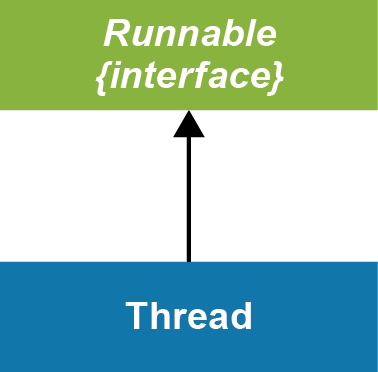 Runnable
{interface}
Thread